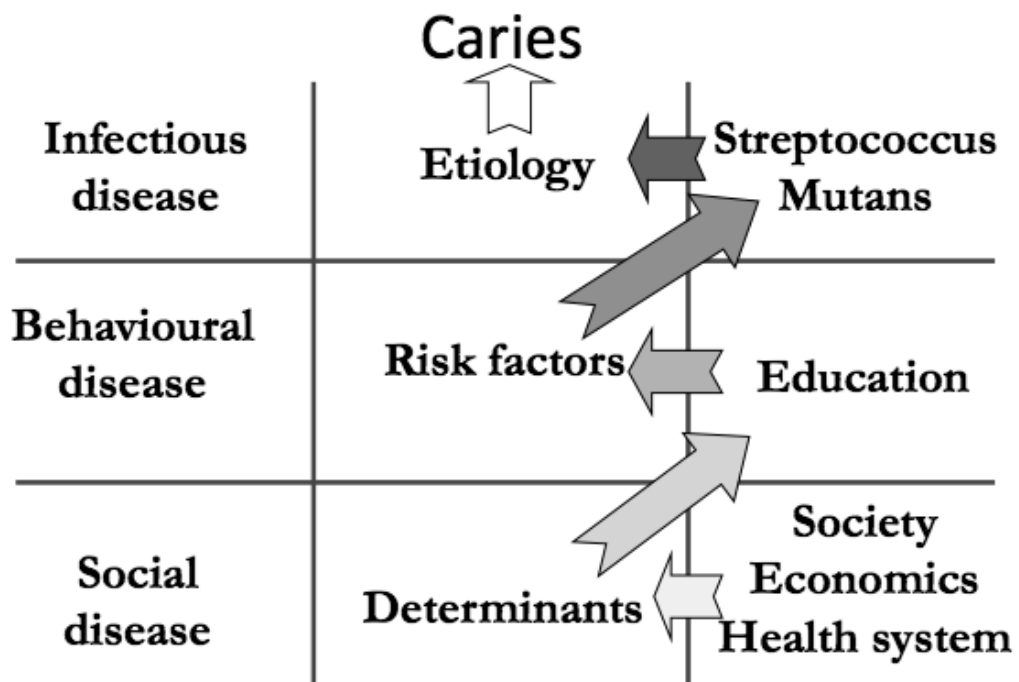 Caries
Infectious
disease
Etiology
Streptococcus
Mutans
Behavioural
disease
Risk factors
Education
Social
disease
Determinants
Society
Economics
Health system